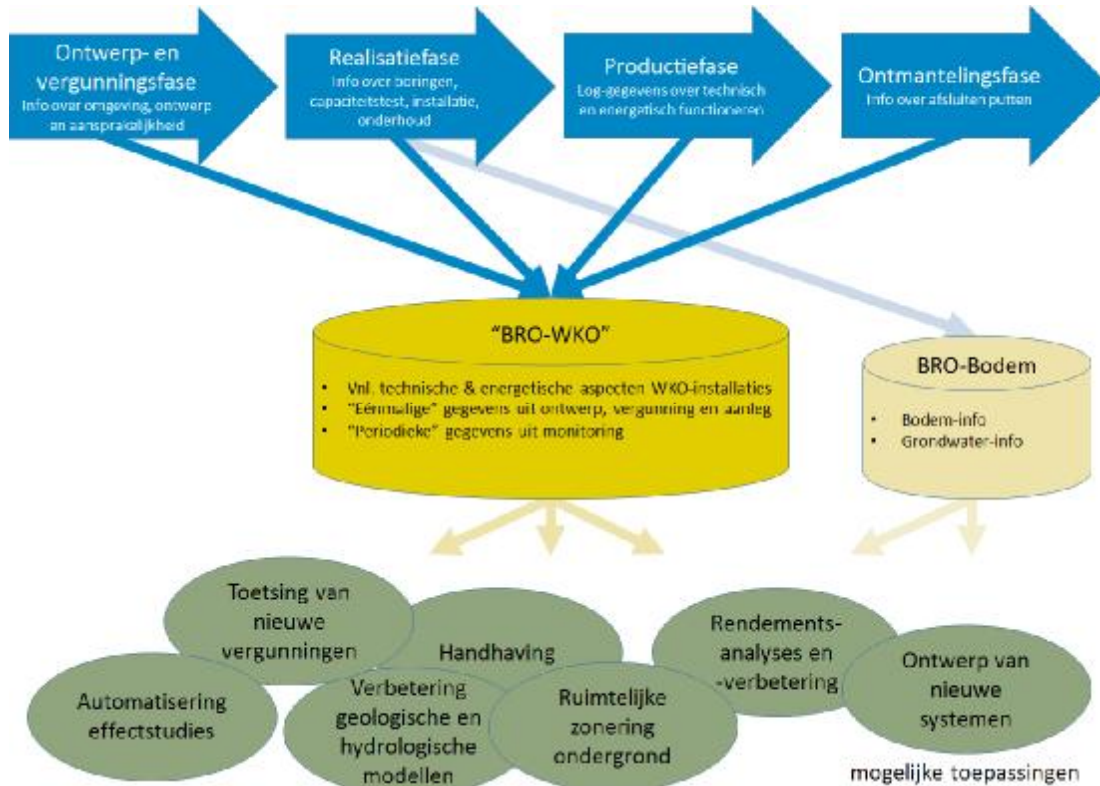 Ontwerp- en
vergunningsfase
Info over omgeving, ontwerp
en aansprakelijkheid
Realisatiefase
Info over boringen,
capaciteitstest, installatie,
onderhoud
Productiefase
Log-gegevens over technisch
en energetisch functioneren
Ontmantelingsfase
Info over afsluiten putten
"BRO-WKO"
• Vnl. technische & energetische aspecten WKO-installaties
• "Eénmalige" gegevens uit ontwerp, vergunning en aanleg
• "Periodieke" gegevens uit monitoring
BRO-Bodem
• Bodem-info
• Grondwater-info
Toetsing van
nieuwe
vergunningen
Handhaving
Rendements-
analyses en
-verbetering
Ontwerp van
nieuwe
systemen
Automatisering
effectstudies
Verbetering
geologische en
hydrologische
modellen
Ruimtelijke
zonering
ondergrond
mogelijke toepassingen